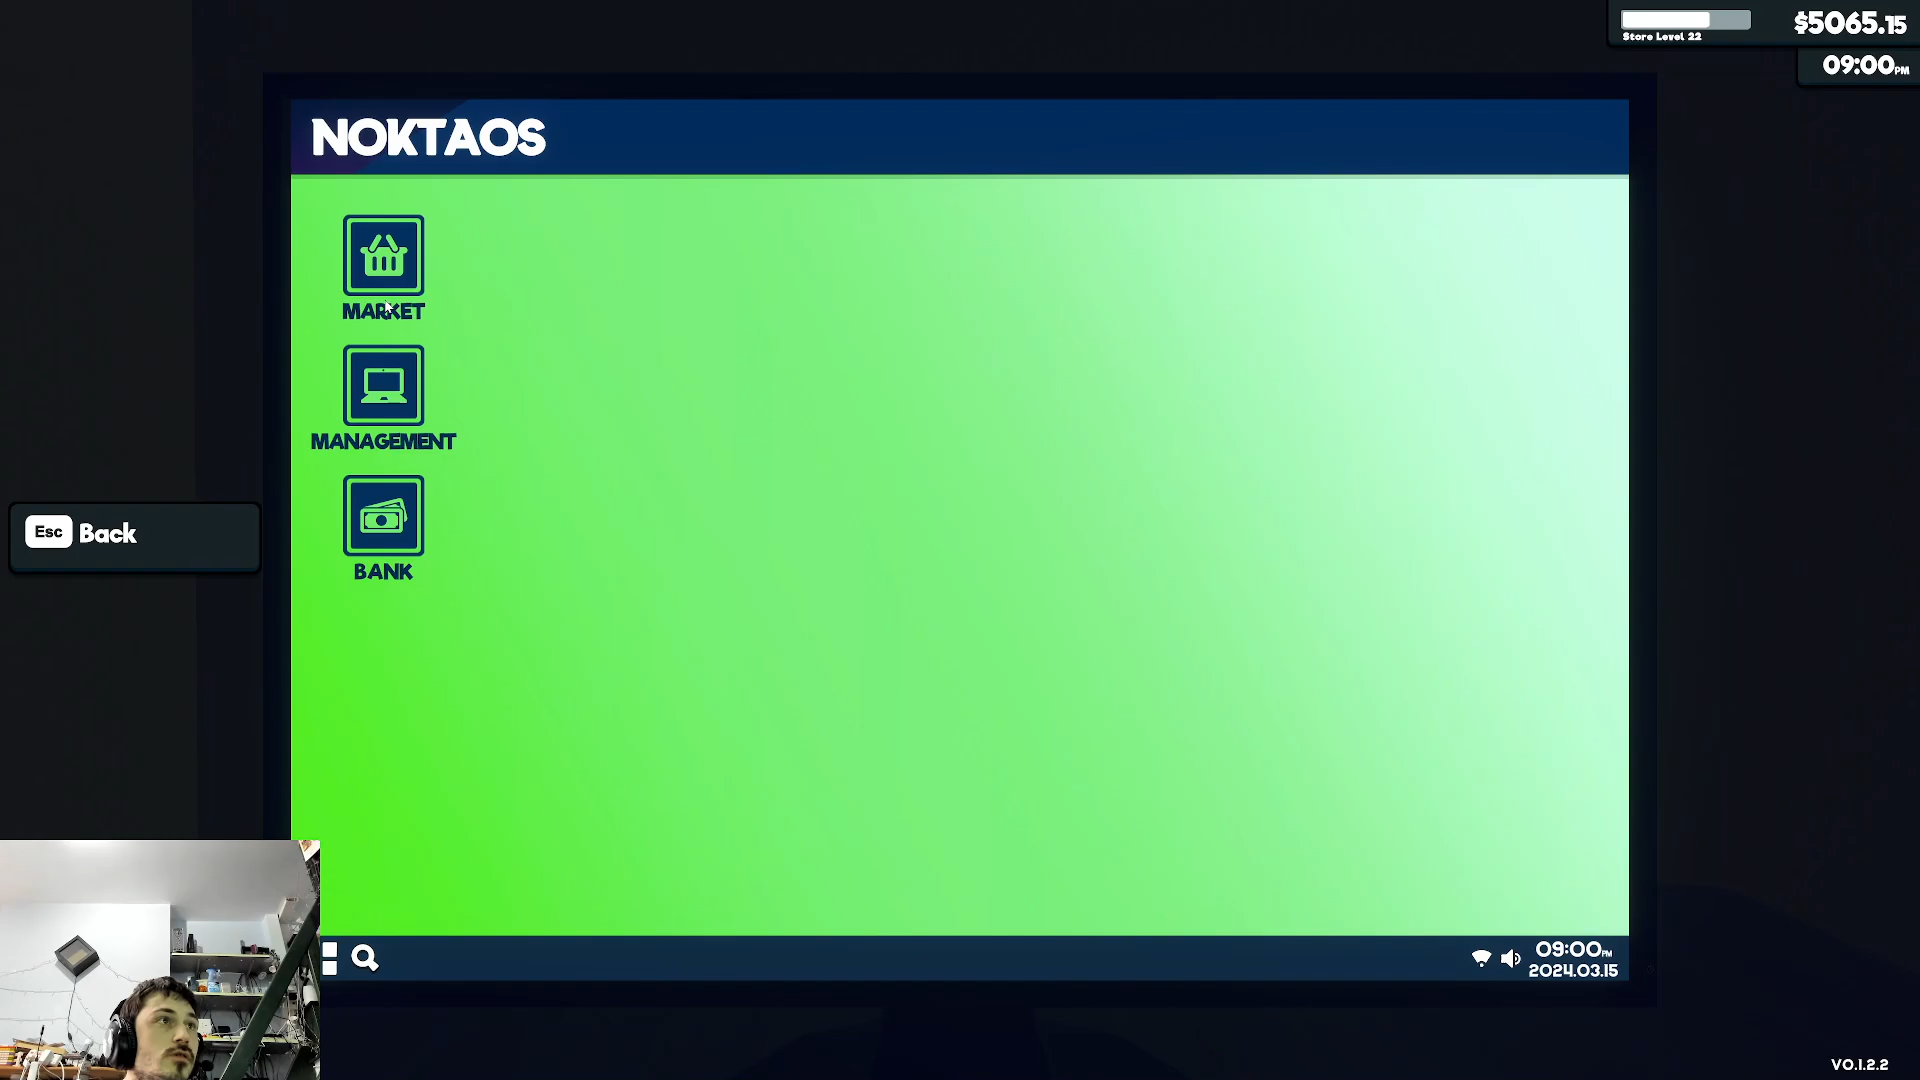 $5065.15
Store Level 22
09:00PM
NOKTAOS
MARKET
MANAGEMENT
Esc Back
BANK
09:00PM
2024.03.15
V0.1.2.2